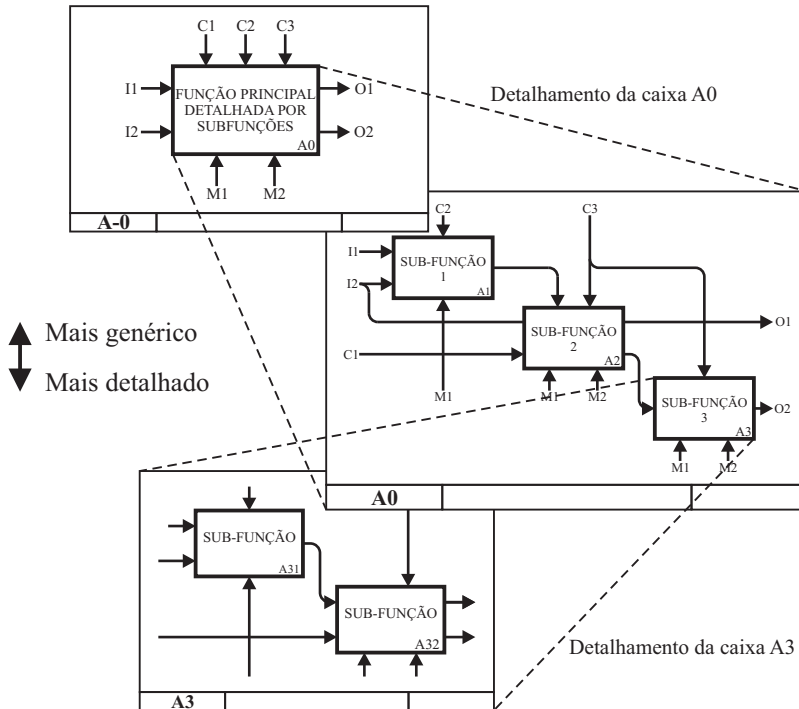 C1 C2 C3
I1
FUNÇÃO PRINCIPAL
DETALHADA POR
SUBFUNÇÕES
O1
I2
A0
O2
M1 M2
A-0
Detalhamento da caixa A0
C2 C3
I1
SUB-FUNÇÃO
1
I2
A1
SUB-FUNÇÃO
2
O1
C1
A2
M1 M1 M2
SUB-FUNÇÃO
3
O2
A3
M1 M2
A0
Mais genérico
Mais detalhado
SUB-FUNÇÃO
A31
SUB-FUNÇÃO
A32
A3
Detalhamento da caixa A3